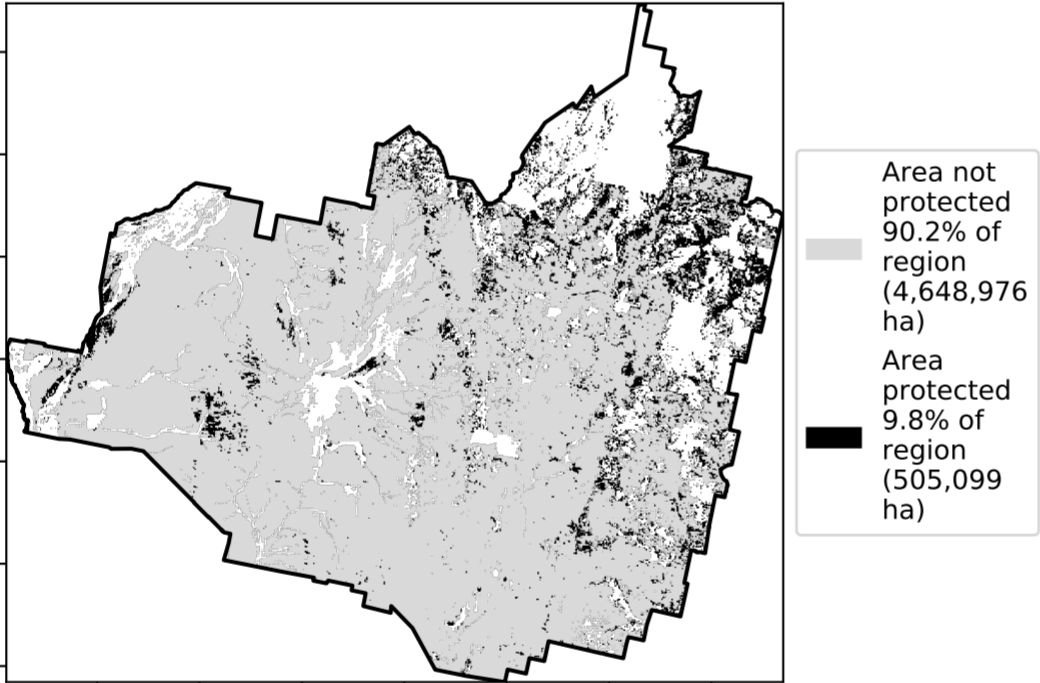 Area not
protected
90.2% of
region
(4,648,976
ha)
Area
protected
9.8% of
region
(505,099
ha)